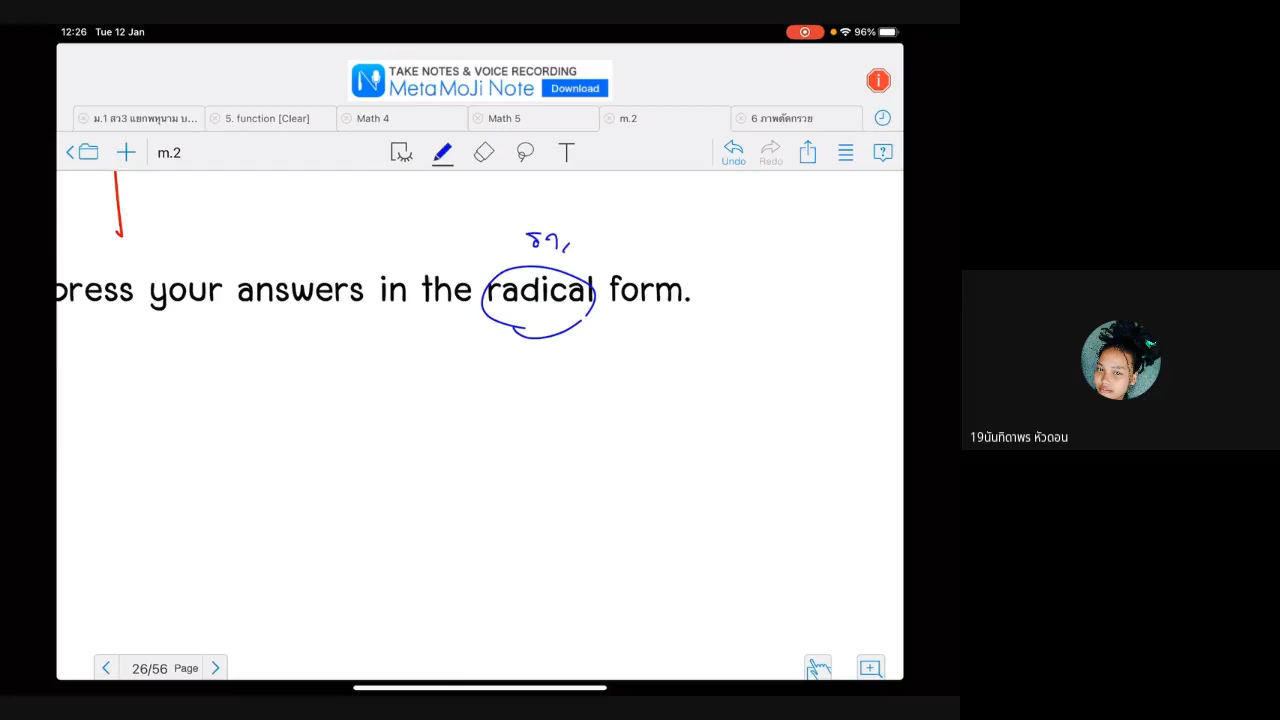 12:26 Tue 12 Jan
96%
TAKE NOTES & VOICE RECORDING
MetaMoJi Note Download
ม.1 สว3 แยกพหุนาม บ... 5. function [Clear] Math 4 Math 5 m.2 6 ภาพตัดกรวย
m.2
Undo Redo
press your answers in the radical form.
19นันทิดาพร หัวดอน
26/56 Page